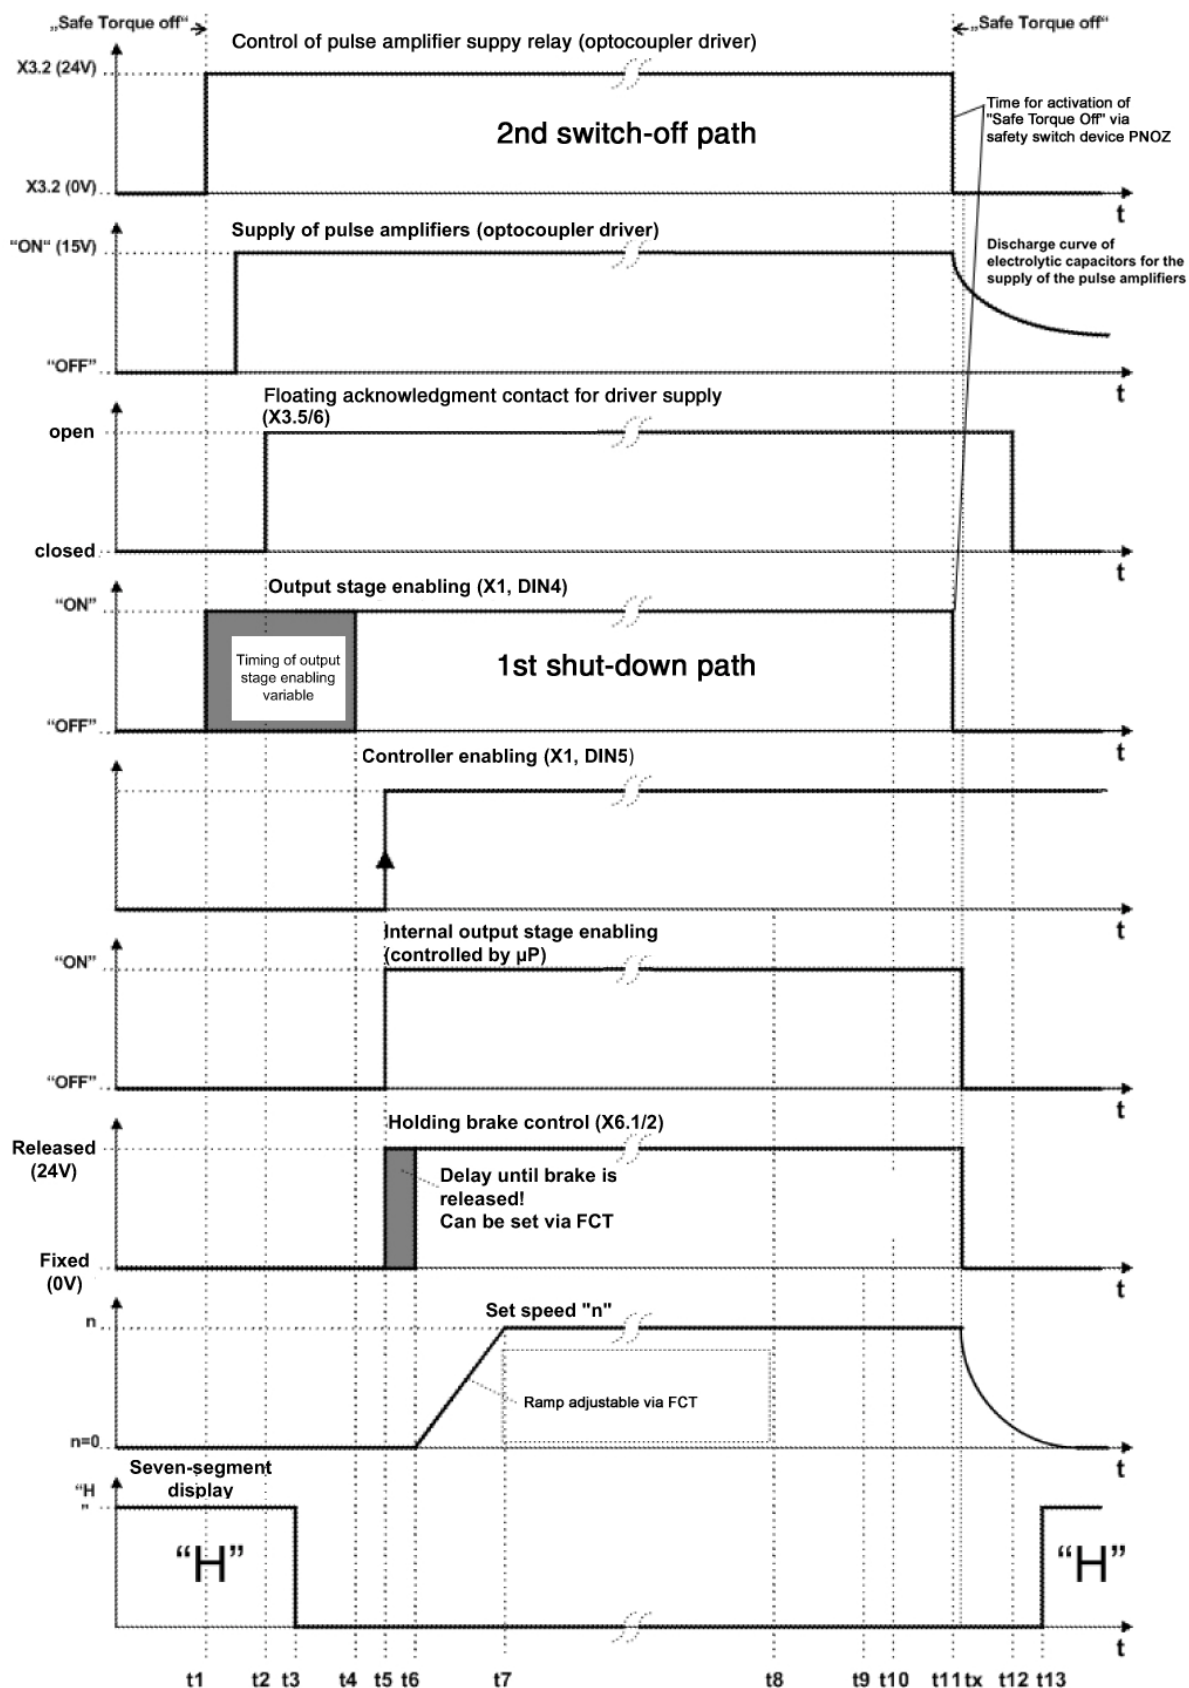 „Safe Torque off“
„Safe Torque off“
Control of pulse amplifier suppy relay (optocoupler driver)
X3.2 (24V)
Time for activation of
"Safe Torque Off" via
safety switch device PNOZ
2nd switch-off path
X3.2 (0V)
t
Supply of pulse amplifiers (optocoupler driver)
“ON“ (15V)
Discharge curve of
electrolytic capacitors for the
supply of the pulse amplifiers
“OFF”
t
Floating acknowledgment contact for driver supply
(X3.5/6)
open
closed
t
Output stage enabling (X1, DIN4)
“ON”
Timing of output
stage enabling
variable
1st shut-down path
“OFF”
t
Controller enabling (X1, DIN5)
t
Internal output stage enabling
(controlled by µP)
“ON”
“OFF”
t
Holding brake control (X6.1/2)
Released
(24V)
Delay until brake is
released!
Can be set via FCT
Fixed
(0V)
t
Set speed "n"
n
Ramp adjustable via FCT
n=0
t
Seven-segment
display
“H
”
“H”
“H”
t
t1 t2 t3 t4 t5 t6 t7 t8 t9 t10 t11 tx t12 t13